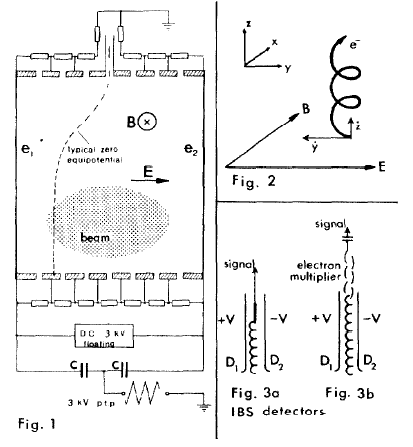 B
e1
e2
typical zero
equipotential
E
beam
DC 3 kV
floating
C
C
3 kV p.t.p
Fig. 1
z
x
y
e-
B
ż
ẏ
E
Fig. 2
signal
signal
electron
multiplier
+V
-V
+V
-V
D1
D2
D1
D2
Fig. 3a
Fig. 3b
IBS detectors